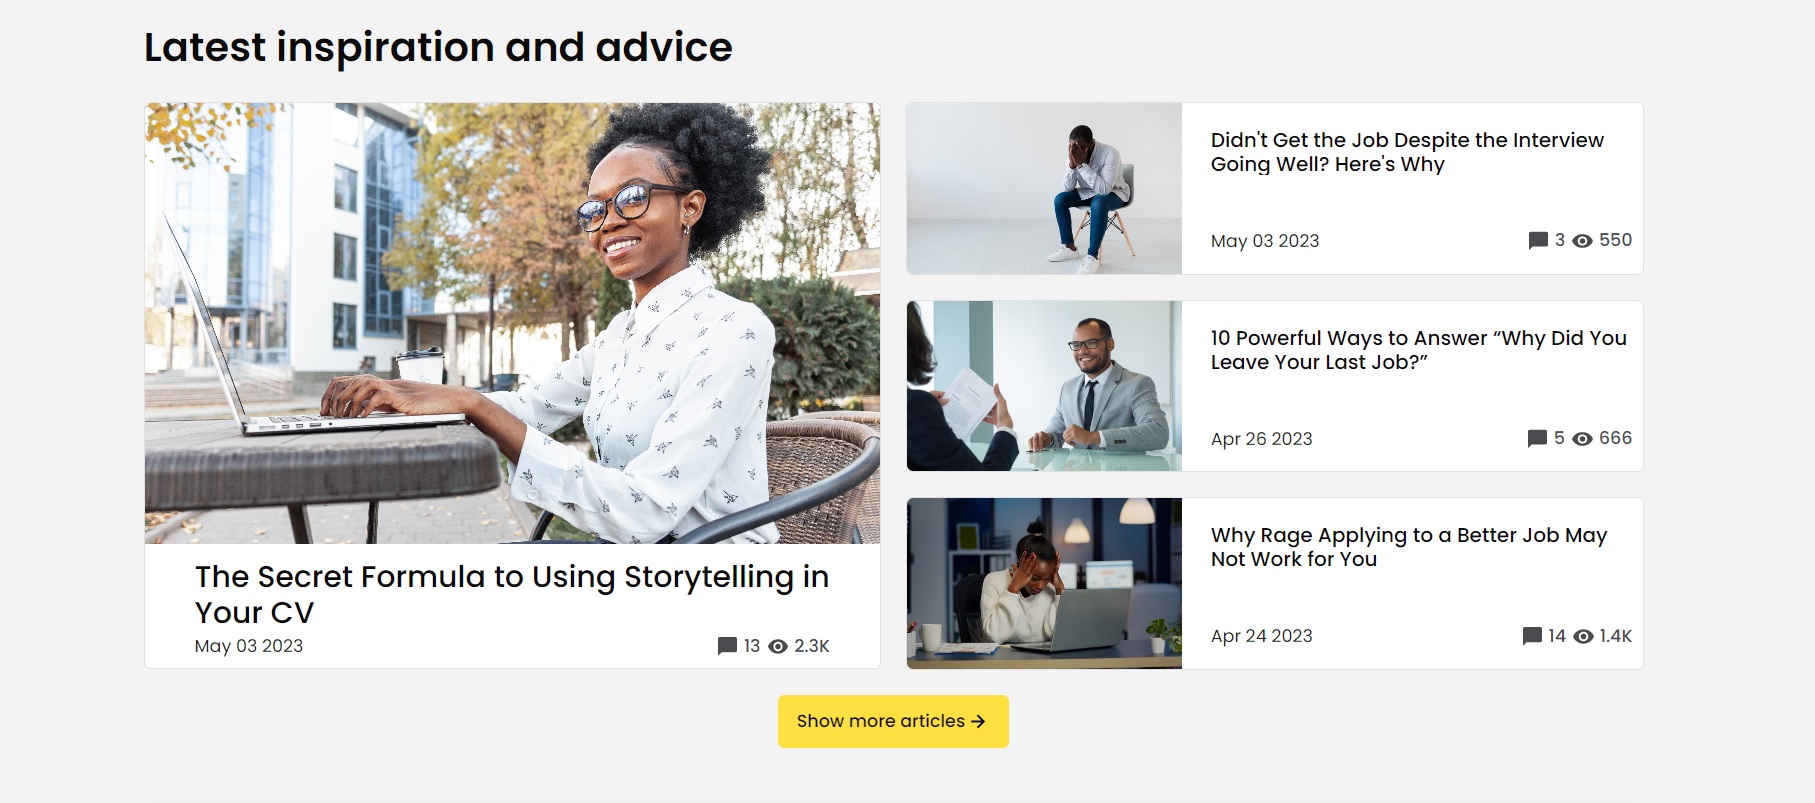 Latest inspiration and advice
The Secret Formula to Using Storytelling in
Your CV
May 03 2023
13
2.3K
Didn't Get the Job Despite the Interview
Going Well? Here's Why
May 03 2023
3
550
10 Powerful Ways to Answer “Why Did You
Leave Your Last Job?”
Apr 26 2023
5
666
Why Rage Applying to a Better Job May
Not Work for You
Apr 24 2023
14
1.4K
Show more articles →